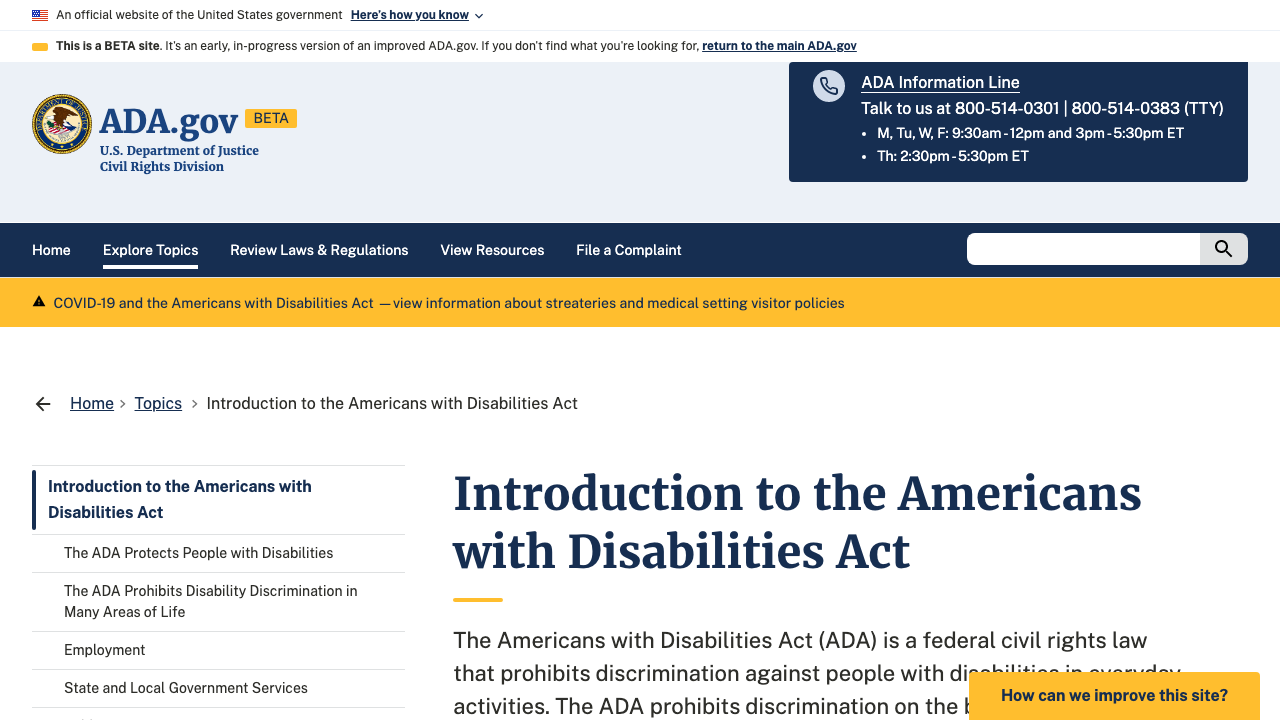 An official website of the United States government Here's how you know
This is a BETA site. It's an early, in-progress version of an improved ADA.gov. If you don't find what you're looking for, return to the main ADA.gov
ADA.gov BETA
U.S. Department of Justice
Civil Rights Division
ADA Information Line
Talk to us at 800-514-0301 | 800-514-0383 (TTY)
• M, Tu, W, F: 9:30am - 12pm and 3pm - 5:30pm ET
• Th: 2:30pm - 5:30pm ET
Home Explore Topics Review Laws & Regulations View Resources File a Complaint
COVID-19 and the Americans with Disabilities Act —view information about streateries and medical setting visitor policies
Home > Topics > Introduction to the Americans with Disabilities Act
Introduction to the Americans with
Disabilities Act
The ADA Protects People with Disabilities
The ADA Prohibits Disability Discrimination in
Many Areas of Life
Employment
State and Local Government Services
Introduction to the Americans
with Disabilities Act
The Americans with Disabilities Act (ADA) is a federal civil rights law
that prohibits discrimination against people with disabilities in everyday
activities. The ADA prohibits discrimination on the
How can we improve this site?